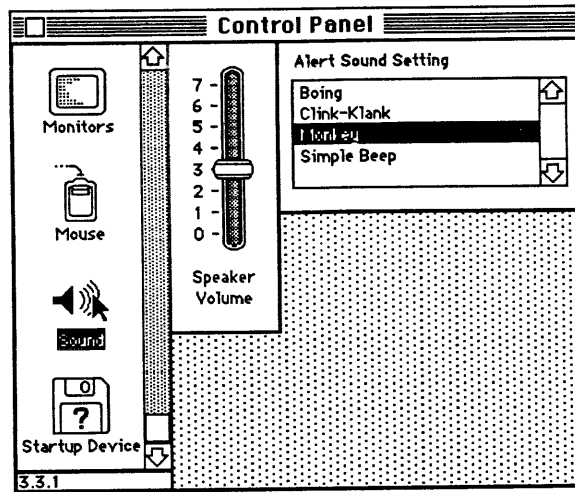 Control Panel
Monitors
Mouse
Sound
Startup Device
3.3.1
7
6
5
4
3
2
1
0
Speaker
Volume
Alert Sound Setting
Boing
Clink-Klank
Monkey
Simple Beep
?